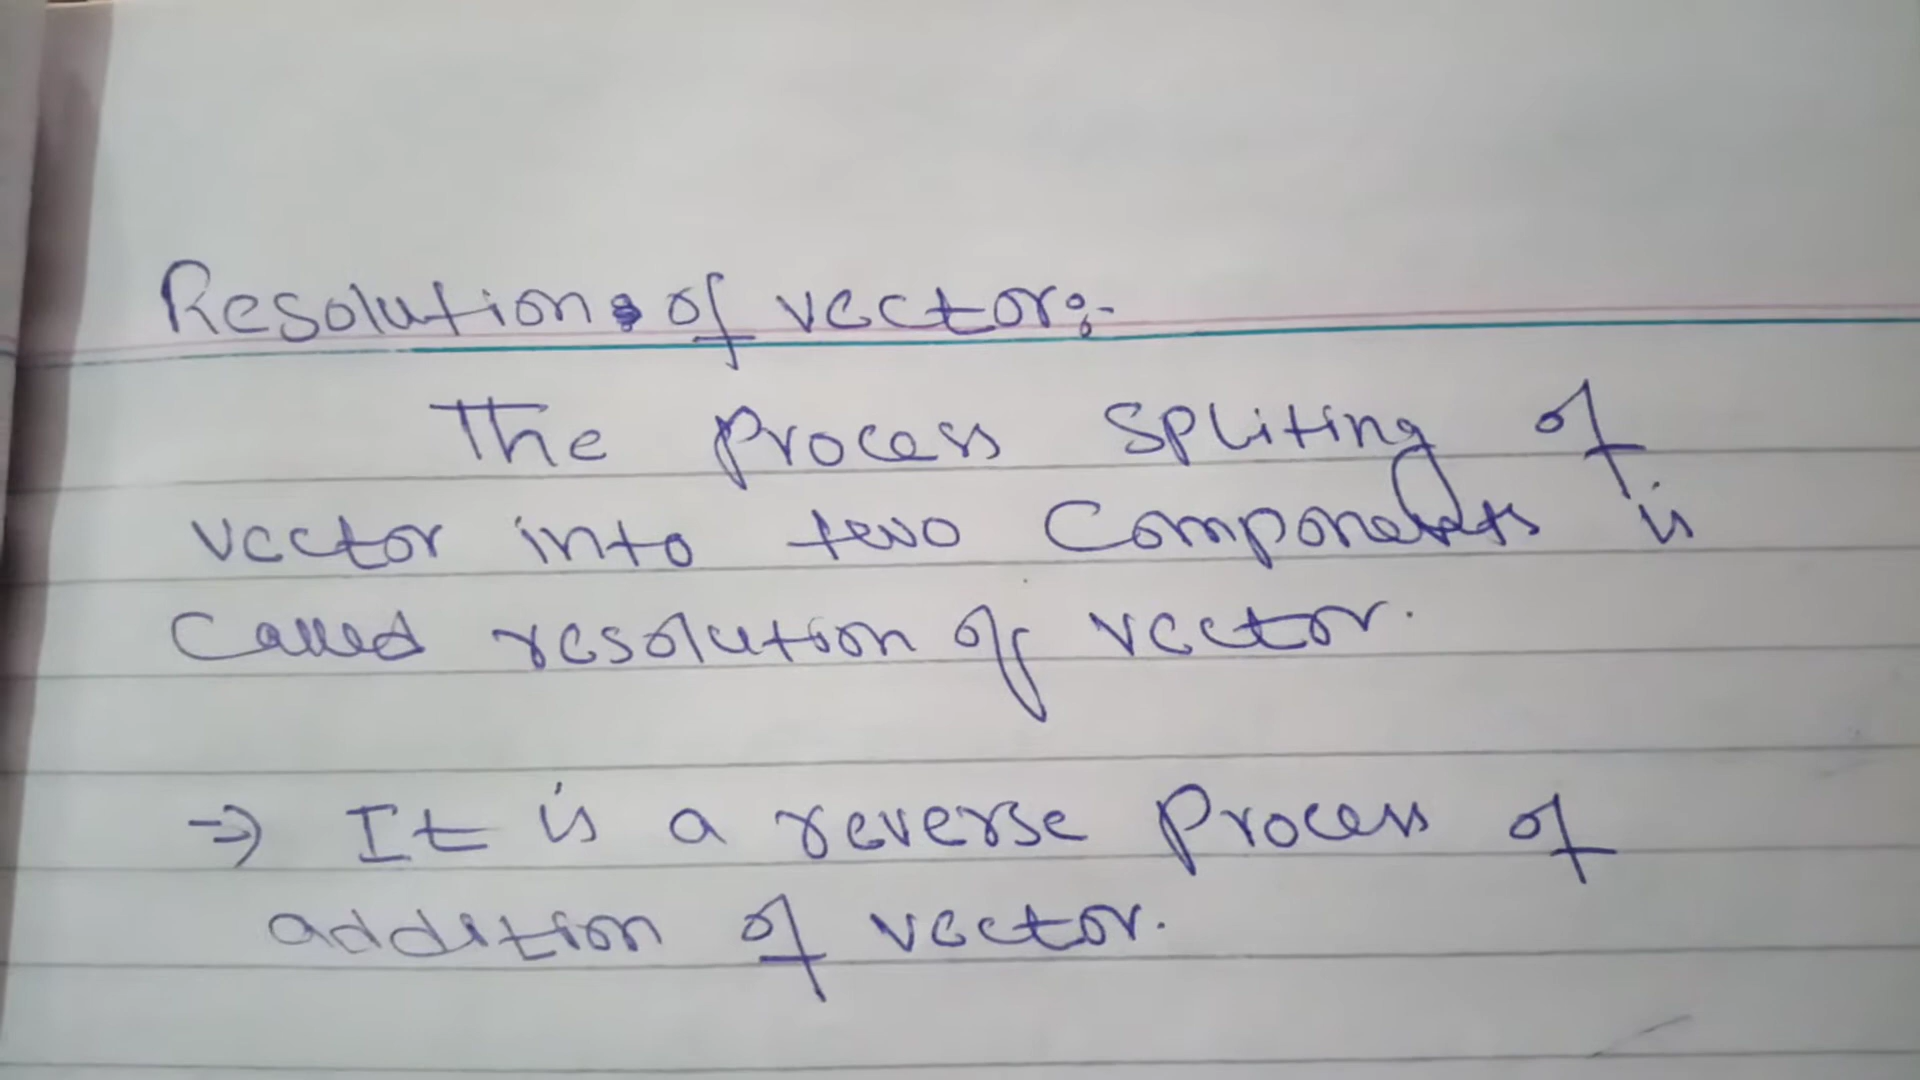 Resolution of vector:-
The process spliting of
vector into two components is
called resolution of vector.
⇒ It is a reverse process of
addition of vector.